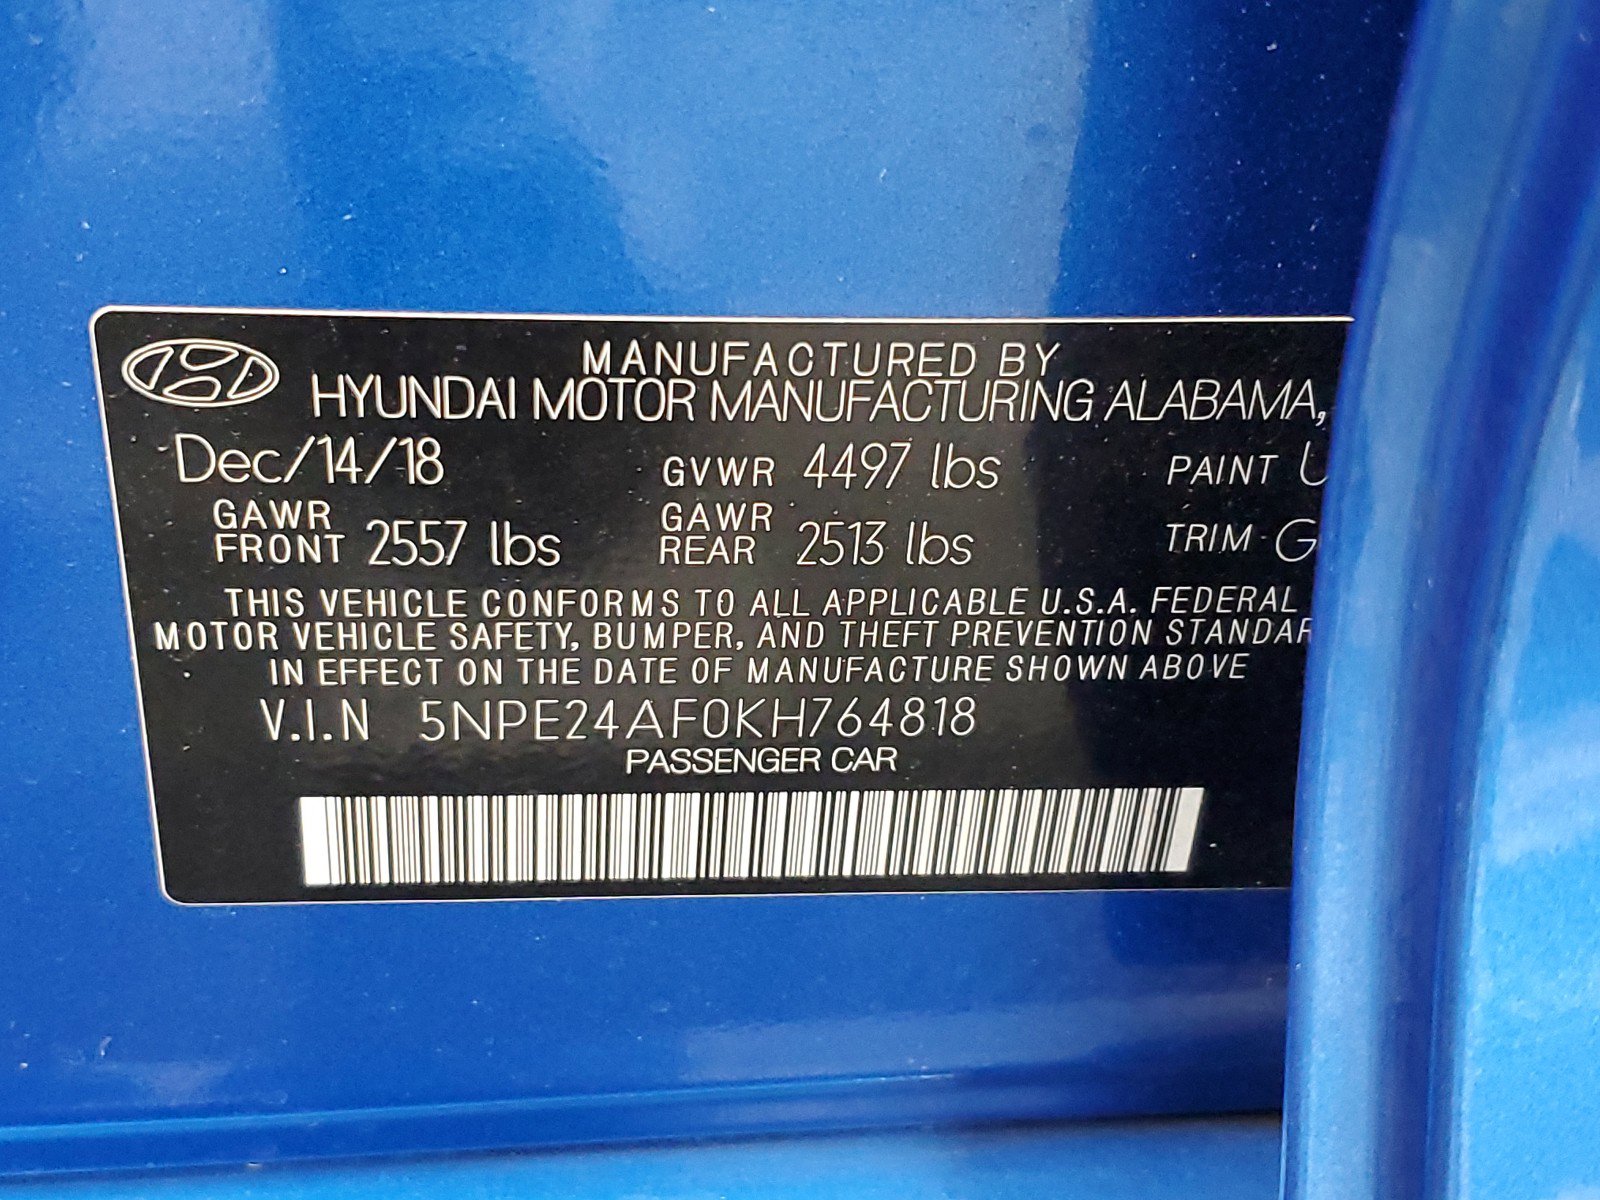 MANUFACTURED BY
HYUNDAI MOTOR MANUFACTURING ALABAMA,
Dec/14/18 GVWR 4497 lbs PAINT U
GAWR FRONT 2557 lbs GAWR REAR 2513 lbs TRIM G
THIS VEHICLE CONFORMS TO ALL APPLICABLE U.S.A. FEDERAL
MOTOR VEHICLE SAFETY, BUMPER, AND THEFT PREVENTION STANDAR
IN EFFECT ON THE DATE OF MANUFACTURE SHOWN ABOVE
V.I.N 5NPE24AF0KH764818
PASSENGER CAR